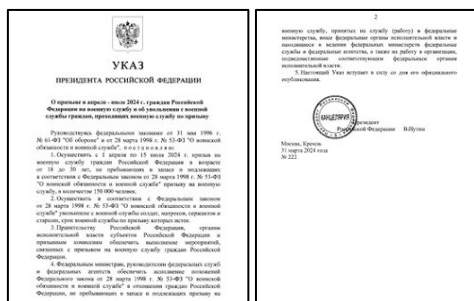 УКАЗ
ПРЕЗИДЕНТА РОССИЙСКОЙ ФЕДЕРАЦИИ
О призыве в апреле - июле 2024 г. граждан Российской
Федерации на военную службу и об увольнении с военной
службы граждан, проходящих военную службу по призыву
Руководствуясь федеральными законами от 31 мая 1996 г.
№ 61-ФЗ "Об обороне" и от 28 марта 1998 г. № 53-ФЗ "О воинской
обязанности и военной службе", постановляю:
1. Осуществить с 1 апреля по 15 июля 2024 г. призыв на
военную службу граждан Российской Федерации в возрасте
от 18 до 30 лет, не пребывающих в запасе и подлежащих
в соответствии с Федеральным законом от 28 марта 1998 г. № 53-ФЗ
"О воинской обязанности и военной службе" призыву на военную
службу, в количестве 150 000 человек.
2. Осуществить в соответствии с Федеральным законом
от 28 марта 1998 г. № 53-ФЗ "О воинской обязанности и военной
службе" увольнение с военной службы солдат, матросов, сержантов и
старшин, срок военной службы по призыву которых истек.
3. Правительству Российской Федерации, органам
исполнительной власти субъектов Российской Федерации и
призывным комиссиям обеспечить выполнение мероприятий,
связанных с призывом на военную службу граждан Российской
Федерации.
4. Федеральным министрам, руководителям федеральных служб
и федеральных агентств обеспечить исполнение положений
Федерального закона от 28 марта 1998 г. № 53-ФЗ "О воинской
обязанности и военной службе" в отношении граждан Российской
Федерации, не пребывающих в запасе и подлежащих призыву на
2
военную службу, принятых на службу (работу) в федеральные
министерства, иные федеральные органы исполнительной власти и
находящиеся в ведении федеральных министерств федеральные
службы и федеральные агентства, а также на работу в организации,
подведомственные соответствующим федеральным органам
исполнительной власти.
5. Настоящий Указ вступает в силу со дня его официального
опубликования.
КАНЦЕЛЯРИЯ
Президент
Российской Федерации В.Путин
Москва, Кремль
31 марта 2024 года
№ 222